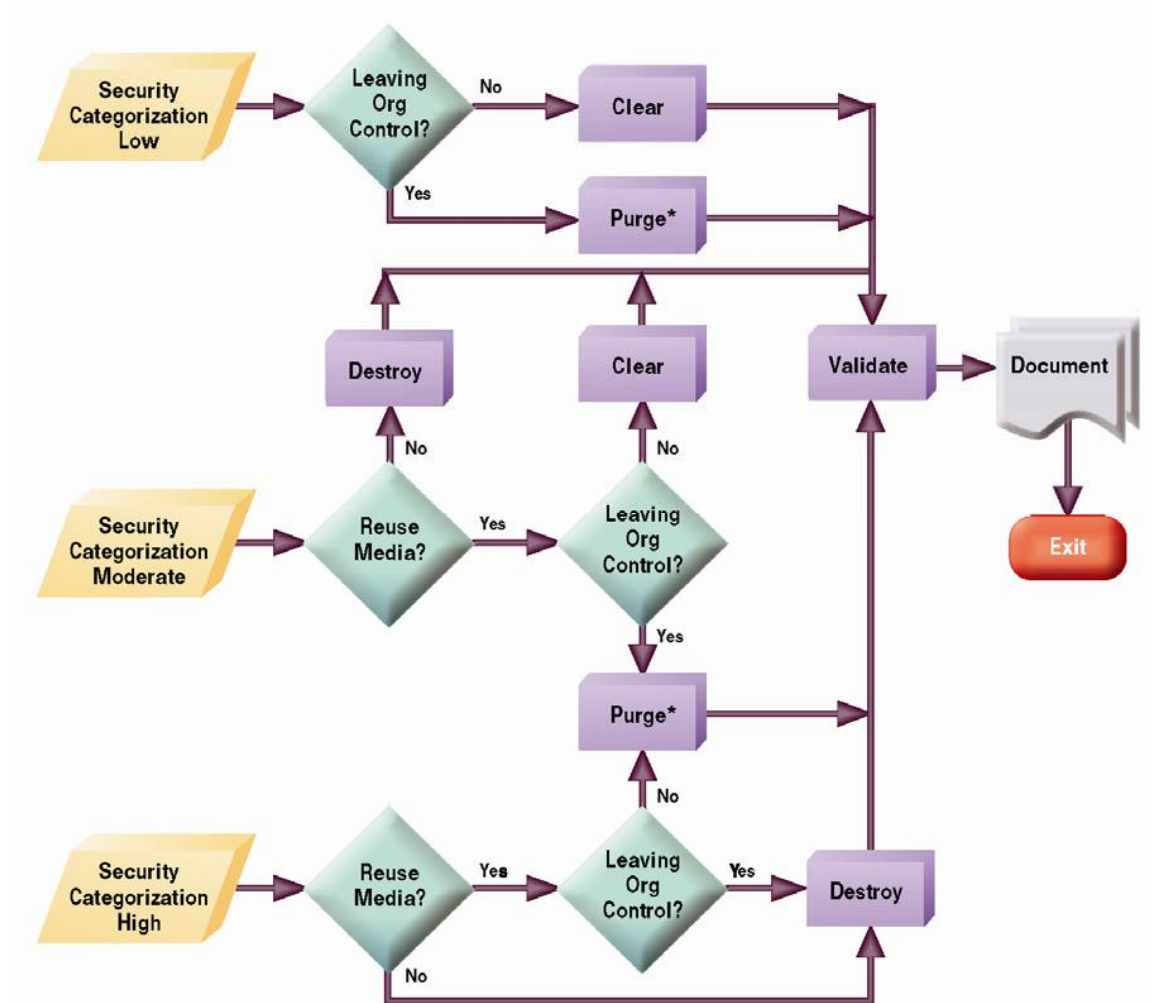 Security
Categorization
Low
Leaving
Org
Control?
No
Clear
Yes
Purge*
Destroy
Clear
Validate
Document
No
No
Security
Categorization
Moderate
Reuse
Media?
Yes
Leaving
Org
Control?
Exit
Yes
Purge*
No
Security
Categorization
High
Reuse
Media?
Yes
Leaving
Org
Control?
Yes
Destroy
No